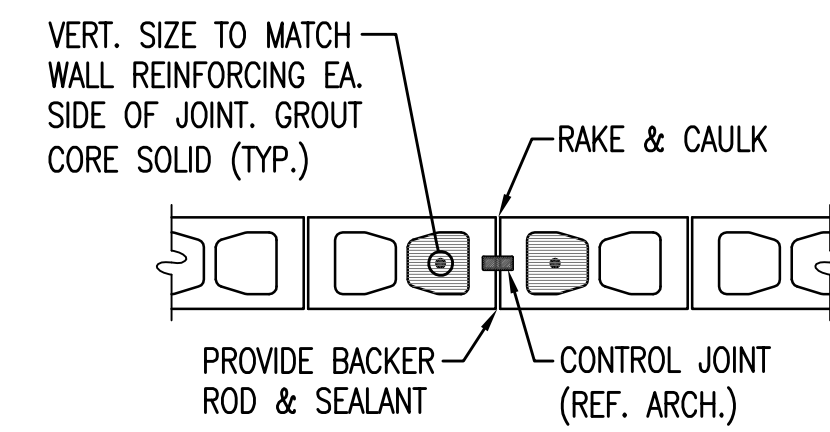 VERT. SIZE TO MATCH
WALL REINFORCING EA.
SIDE OF JOINT. GROUT
CORE SOLID (TYP.)
RAKE & CAULK
PROVIDE BACKER
ROD & SEALANT
CONTROL JOINT
(REF. ARCH.)